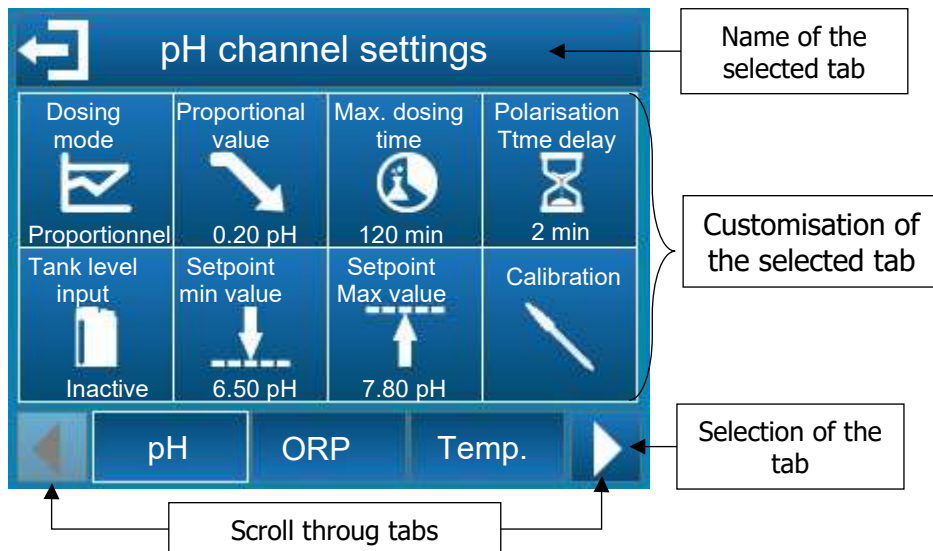 pH channel settings
Name of the
selected tab
Dosing
mode
Proportionnel
Proportional
value
0.20 pH
Max. dosing
time
120 min
Polarisation
Ttme delay
2 min
Customisation of
the selected tab
Tank level
input
Inactive
Setpoint
min value
6.50 pH
Setpoint
Max value
7.80 pH
Calibration
pH
ORP
Temp.
Selection of the
tab
Scroll throug tabs